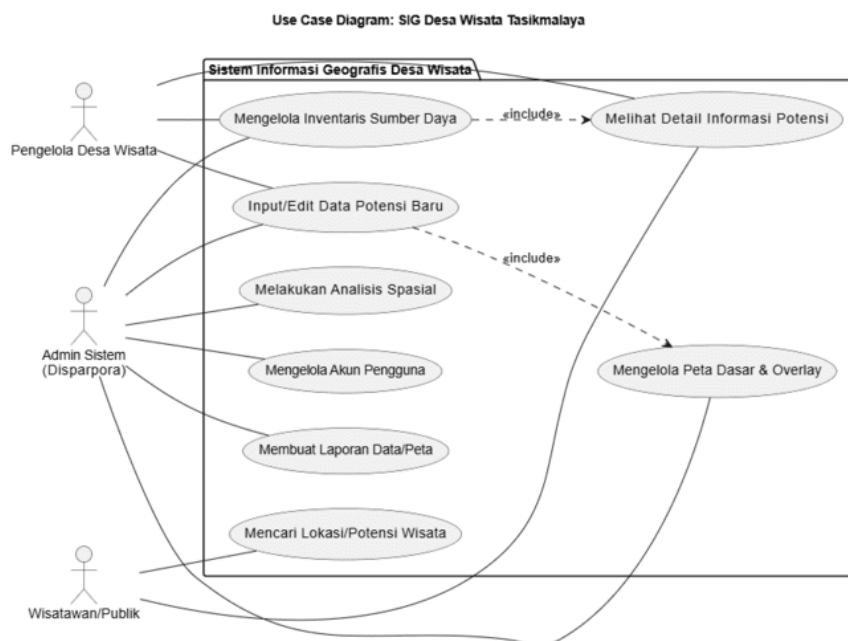 Use Case Diagram: SIG Desa Wisata Tasikmalaya
Sistem Informasi Geografis Desa Wisata
Pengelola Desa Wisata
Mengelola Inventaris Sumber Daya
«include»
Melihat Detail Informasi Potensi
Input/Edit Data Potensi Baru
«include»
Melakukan Analisis Spasial
Admin Sistem
(Disparpora)
Mengelola Akun Pengguna
Mengelola Peta Dasar & Overlay
Membuat Laporan Data/Peta
Mencari Lokasi/Potensi Wisata
Wisatawan/Publik